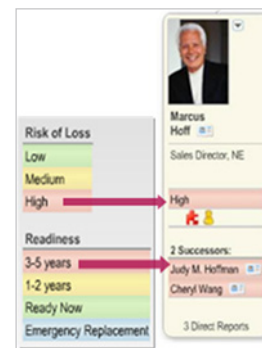 Risk of Loss
Low
Medium
High
Readiness
3-5 years
1-2 years
Ready Now
Emergency Replacement
Marcus
Hoff
Sales Director, NE
High
2 Successors:
Judy M. Hoffman
Cheryl Wang
3 Direct Reports